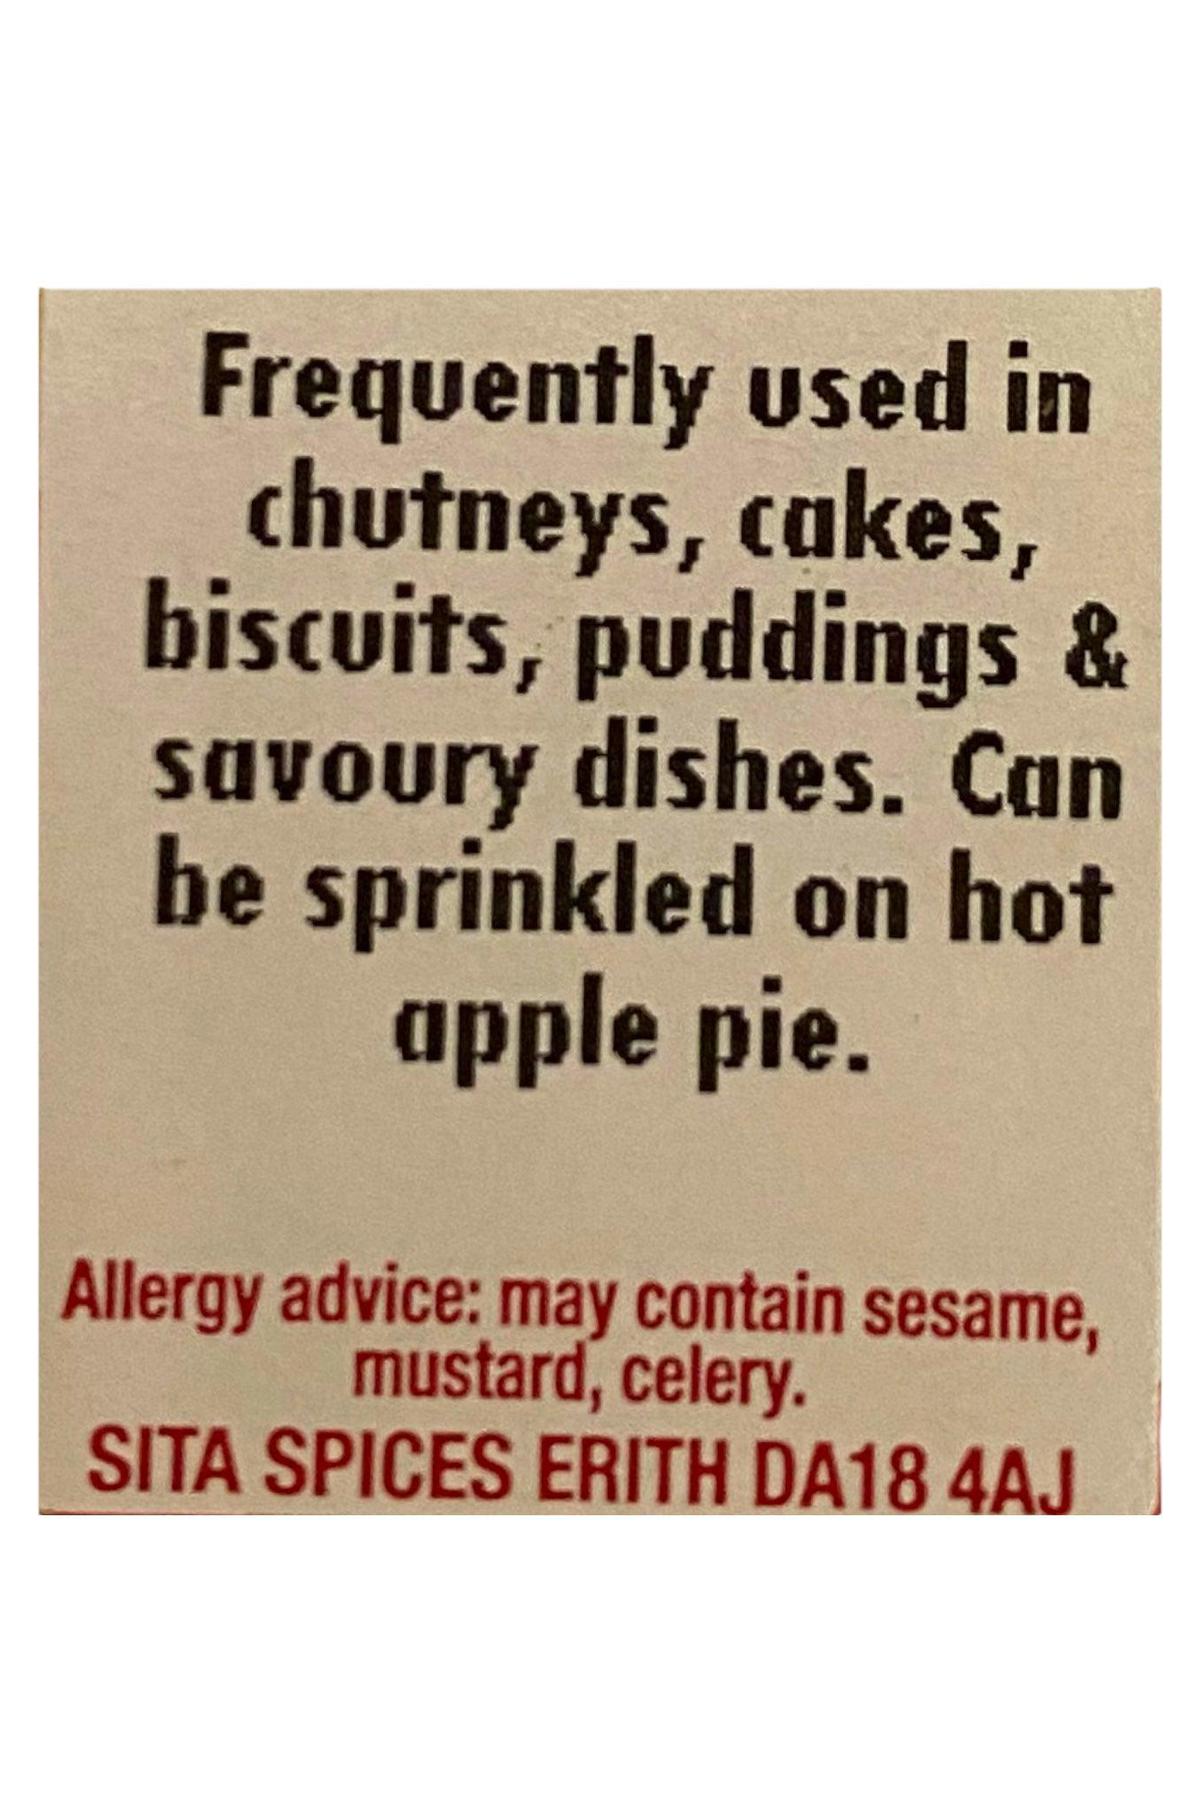 Frequently used in
chutneys, cakes,
biscuits, puddings &
savoury dishes. Can
be sprinkled on hot
apple pie.
Allergy advice: may contain sesame,
mustard, celery.
SITA SPICES ERITH DA18 4AJ